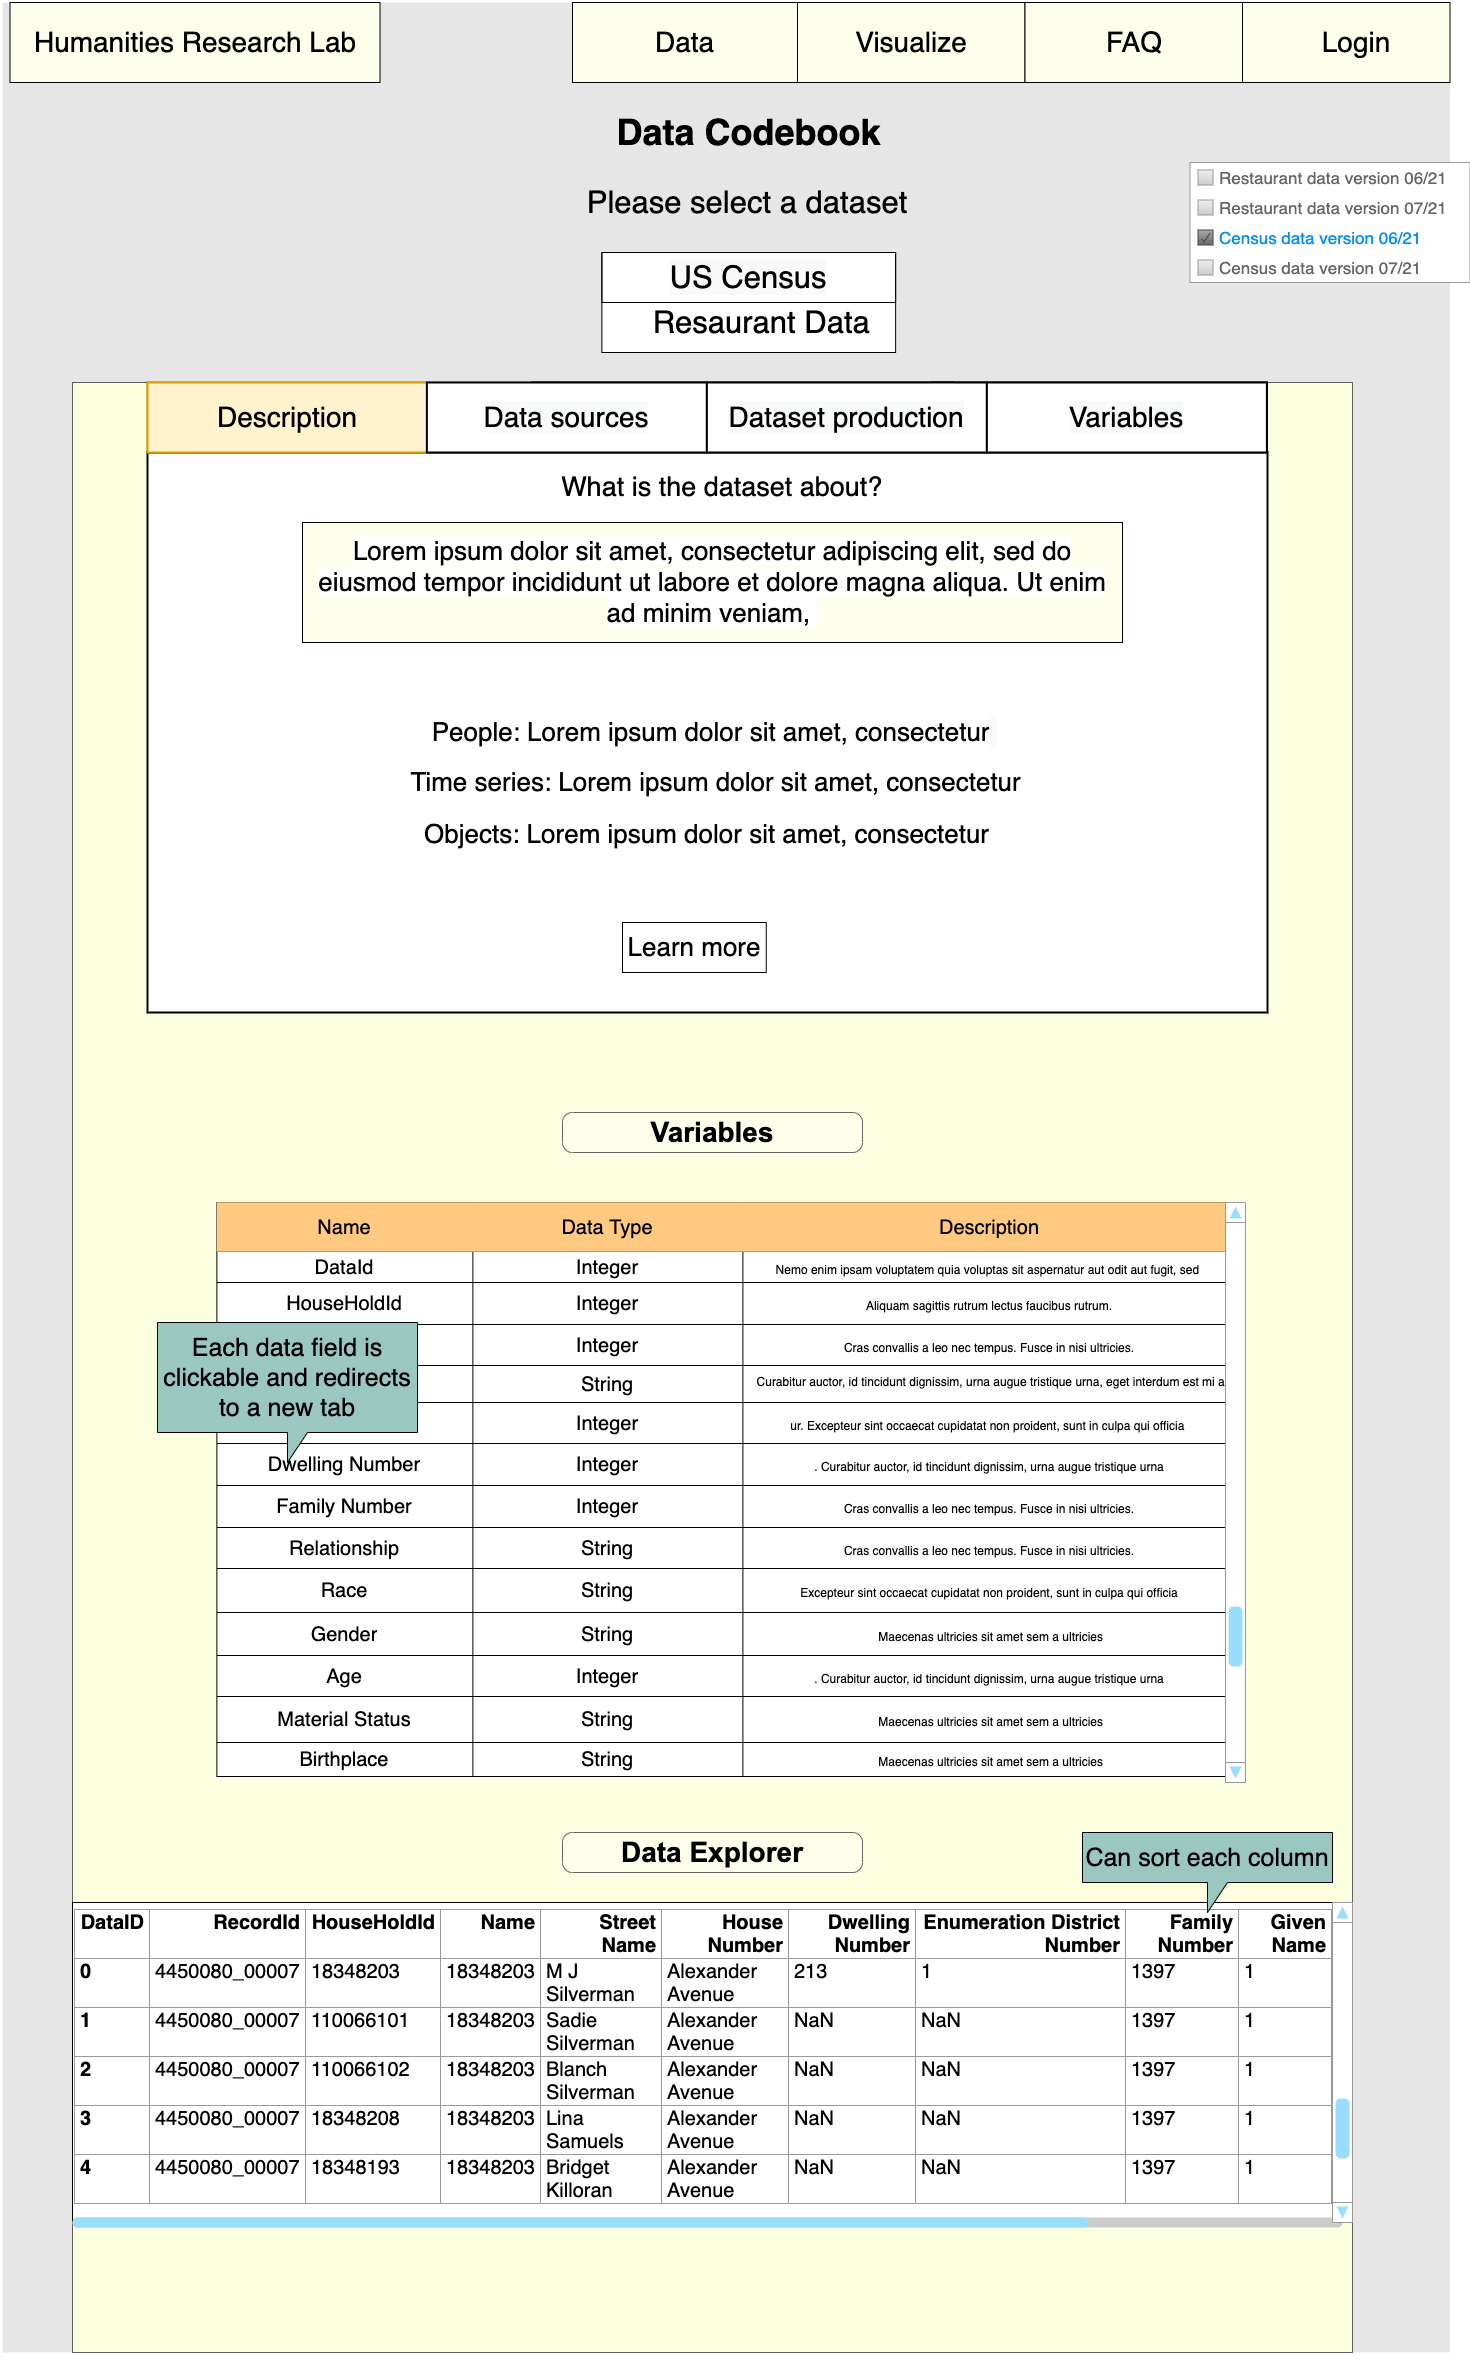 Humanities Research Lab
Data Visualize FAQ Login
Data Codebook
Please select a dataset
Restaurant data version 06/21
Restaurant data version 07/21
Census data version 06/21
Census data version 07/21
US Census
Resaurant Data
Description Data sources Dataset production Variables
What is the dataset about?
Lorem ipsum dolor sit amet, consectetur adipiscing elit, sed do
eiusmod tempor incididunt ut labore et dolore magna aliqua. Ut enim
ad minim veniam,
People: Lorem ipsum dolor sit amet, consectetur
Time series: Lorem ipsum dolor sit amet, consectetur
Objects: Lorem ipsum dolor sit amet, consectetur
Learn more
Variables
Name Data Type Description
DataId Integer Nemo enim ipsam voluptatem quia voluptas sit aspernatur aut odit aut fugit, sed
HouseHoldId Integer Aliquam sagittis rutrum lectus faucibus rutrum.
Each data field is
clickable and redirects
to a new tab
Integer Cras convallis a leo nec tempus. Fusce in nisi ultricies.
String Curabitur auctor, id tincidunt dignissim, urna augue tristique urna, eget interdum est mi a
Integer ur. Excepteur sint occaecat cupidatat non proident, sunt in culpa qui officia
Dwelling Number Integer . Curabitur auctor, id tincidunt dignissim, urna augue tristique urna
Family Number Integer Cras convallis a leo nec tempus. Fusce in nisi ultricies.
Relationship String Cras convallis a leo nec tempus. Fusce in nisi ultricies.
Race String Excepteur sint occaecat cupidatat non proident, sunt in culpa qui officia
Gender String Maecenas ultricies sit amet sem a ultricies
Age Integer . Curabitur auctor, id tincidunt dignissim, urna augue tristique urna
Material Status String Maecenas ultricies sit amet sem a ultricies
Birthplace String Maecenas ultricies sit amet sem a ultricies
Data Explorer
Can sort each column
DataID RecordId HouseHoldId Name Street House Dwelling Enumeration District Family Given
Name Number Number Number Number Name
0 4450080_00007 18348203 18348203 M J Alexander 213 1 1397 1
Silverman Avenue
1 4450080_00007 110066101 18348203 Sadie Alexander NaN NaN 1397 1
Silverman Avenue
2 4450080_00007 110066102 18348203 Blanch Alexander NaN NaN 1397 1
Silverman Avenue
3 4450080_00007 18348208 18348203 Lina Alexander NaN NaN 1397 1
Samuels Avenue
4 4450080_00007 18348193 18348203 Bridget Alexander NaN NaN 1397 1
Killoran Avenue